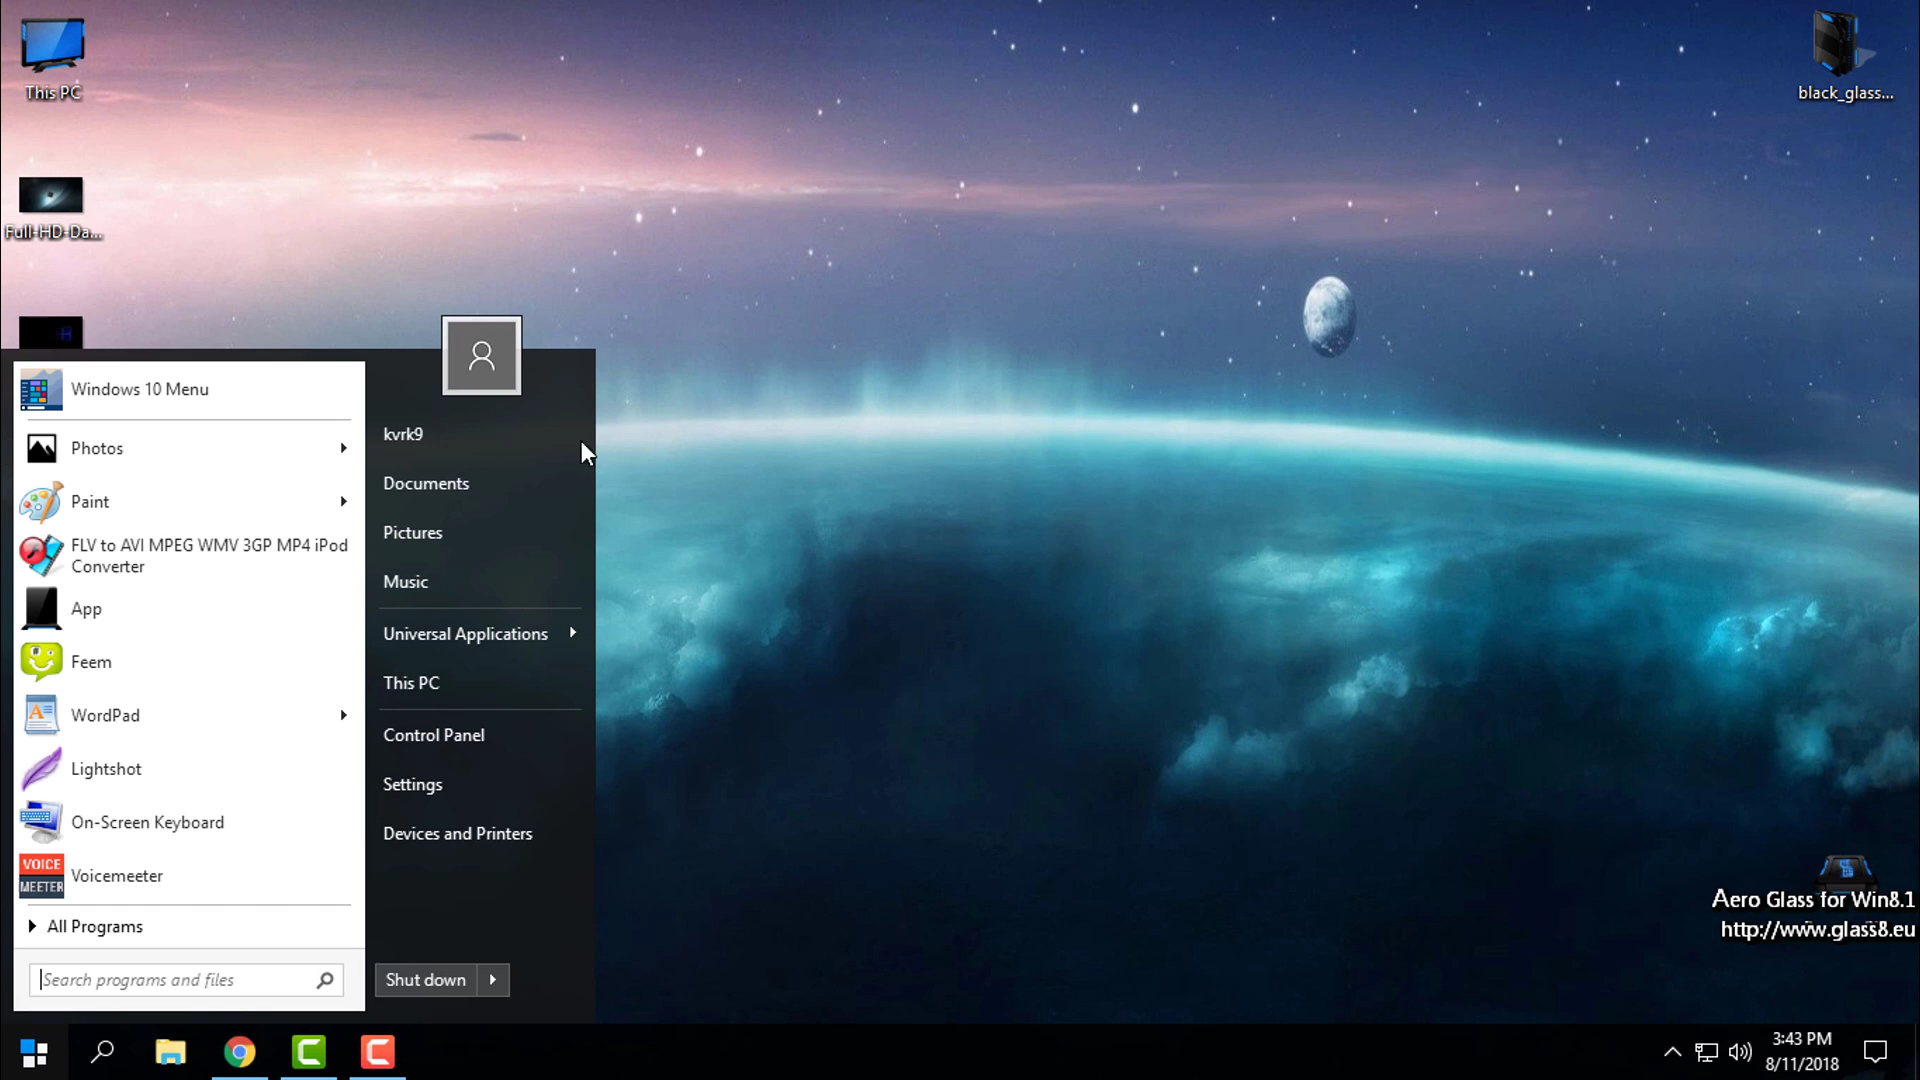 This PC
black_glass...
Full-HD-Da...
Windows 10 Menu
Photos
Paint
FLV to AVI MPEG WMV 3GP MP4 iPod
Converter
App
Feem
WordPad
Lightshot
On-Screen Keyboard
VOICE
MEETER
Voicemeeter
All Programs
Search programs and files
kvrk9
Documents
Pictures
Music
Universal Applications
This PC
Control Panel
Settings
Devices and Printers
Shut down
Aero Glass for Win8.1
http://www.glass8.eu
3:43 PM
8/11/2018